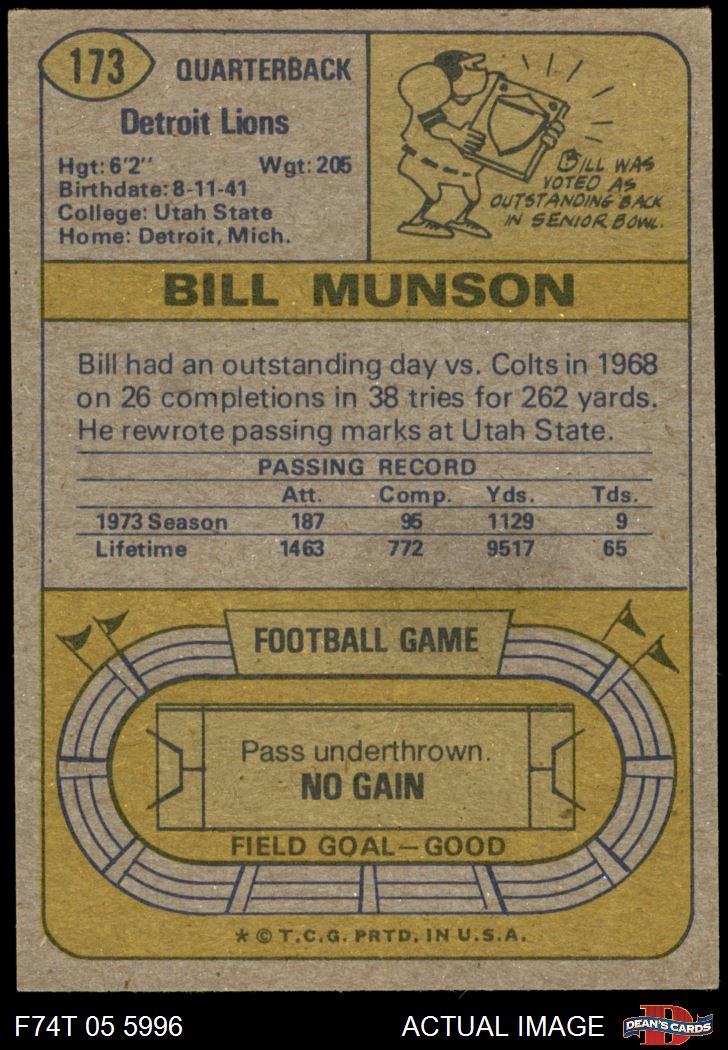 173
QUARTERBACK
Detroit Lions
Hgt: 6'2" Wgt: 205
Birthdate: 8-11-41
College: Utah State
Home: Detroit, Mich.
BILL WAS
VOTED AS
OUTSTANDING BACK
IN SENIOR BOWL.
BILL MUNSON
Bill had an outstanding day vs. Colts in 1968
on 26 completions in 38 tries for 262 yards.
He rewrote passing marks at Utah State.
PASSING RECORD
Att. Comp. Yds. Tds.
1973 Season 187 95 1129 9
Lifetime 1463 772 9517 65
FOOTBALL GAME
Pass underthrown.
NO GAIN
FIELD GOAL—GOOD
* © T.C.G. PRTD. IN U.S.A.
F74T 05 5996 ACTUAL IMAGE
D
DEAN'S CARDS